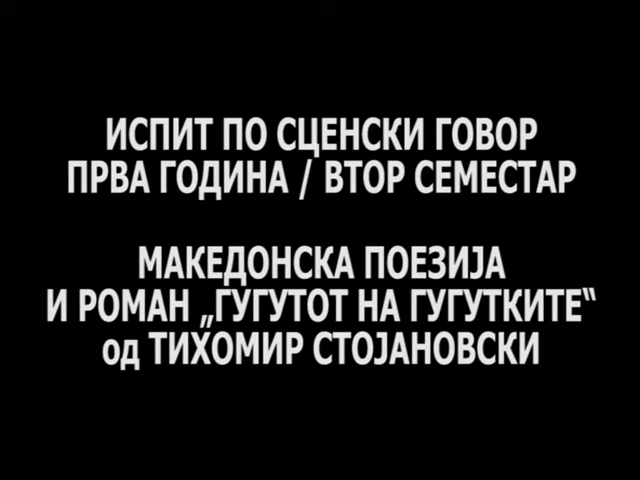 ИСПИТ ПО СЦЕНСКИ ГОВОР
ПРВА ГОДИНА / ВТОР СЕМЕСТАР
МАКЕДОНСКА ПОЕЗИЈА
И РОМАН „ГУГУТОТ НА ГУГУТКИТЕ“
од ТИХОМИР СТОЈАНОВСКИ